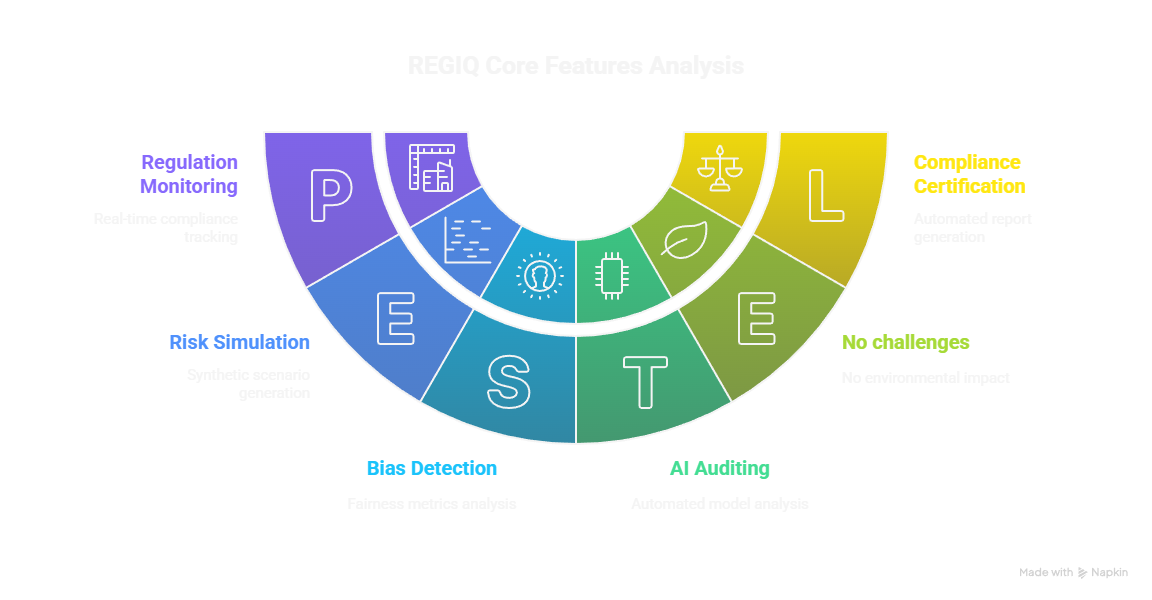 REGIQ Core Features Analysis
Regulation
Monitoring
Real-time compliance
tracking
P
L
Compliance
Certification
Automated report
generation
Risk Simulation
Synthetic scenario
generation
E
E
No challenges
No environmental impact
S
T
Bias Detection
Fairness metrics analysis
AI Auditing
Automated model analysis
Made with Napkin